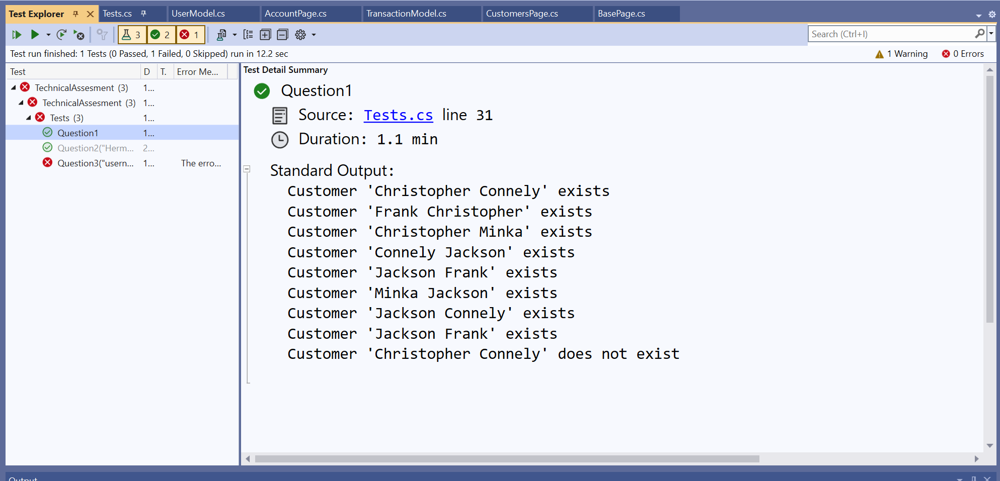 Test Explorer Tests.cs UserModel.cs AccountPage.cs TransactionModel.cs CustomersPage.cs BasePage.cs
3 2 1 Search (Ctrl+I)
Test run finished: 1 Tests (0 Passed, 1 Failed, 0 Skipped) run in 12.2 sec 1 Warning 0 Errors
Test D T. Error Me...
TechnicalAssesment (3) 1...
TechnicalAssesment (3) 1...
Tests (3) 1...
Question1 1...
Question2("Herm... 2...
Question3("usern... 1... The erro...
Test Detail Summary
Question1
Source: Tests.cs line 31
Duration: 1.1 min
Standard Output:
Customer 'Christopher Connely' exists
Customer 'Frank Christopher' exists
Customer 'Christopher Minka' exists
Customer 'Connely Jackson' exists
Customer 'Jackson Frank' exists
Customer 'Minka Jackson' exists
Customer 'Jackson Connely' exists
Customer 'Jackson Frank' exists
Customer 'Christopher Connely' does not exist
Output